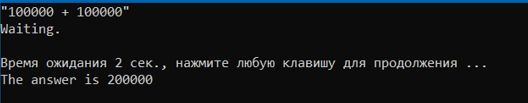 "100000 + 100000"
Waiting.
Время ожидания 2 сек., нажмите любую клавишу для продолжения ...
The answer is 200000